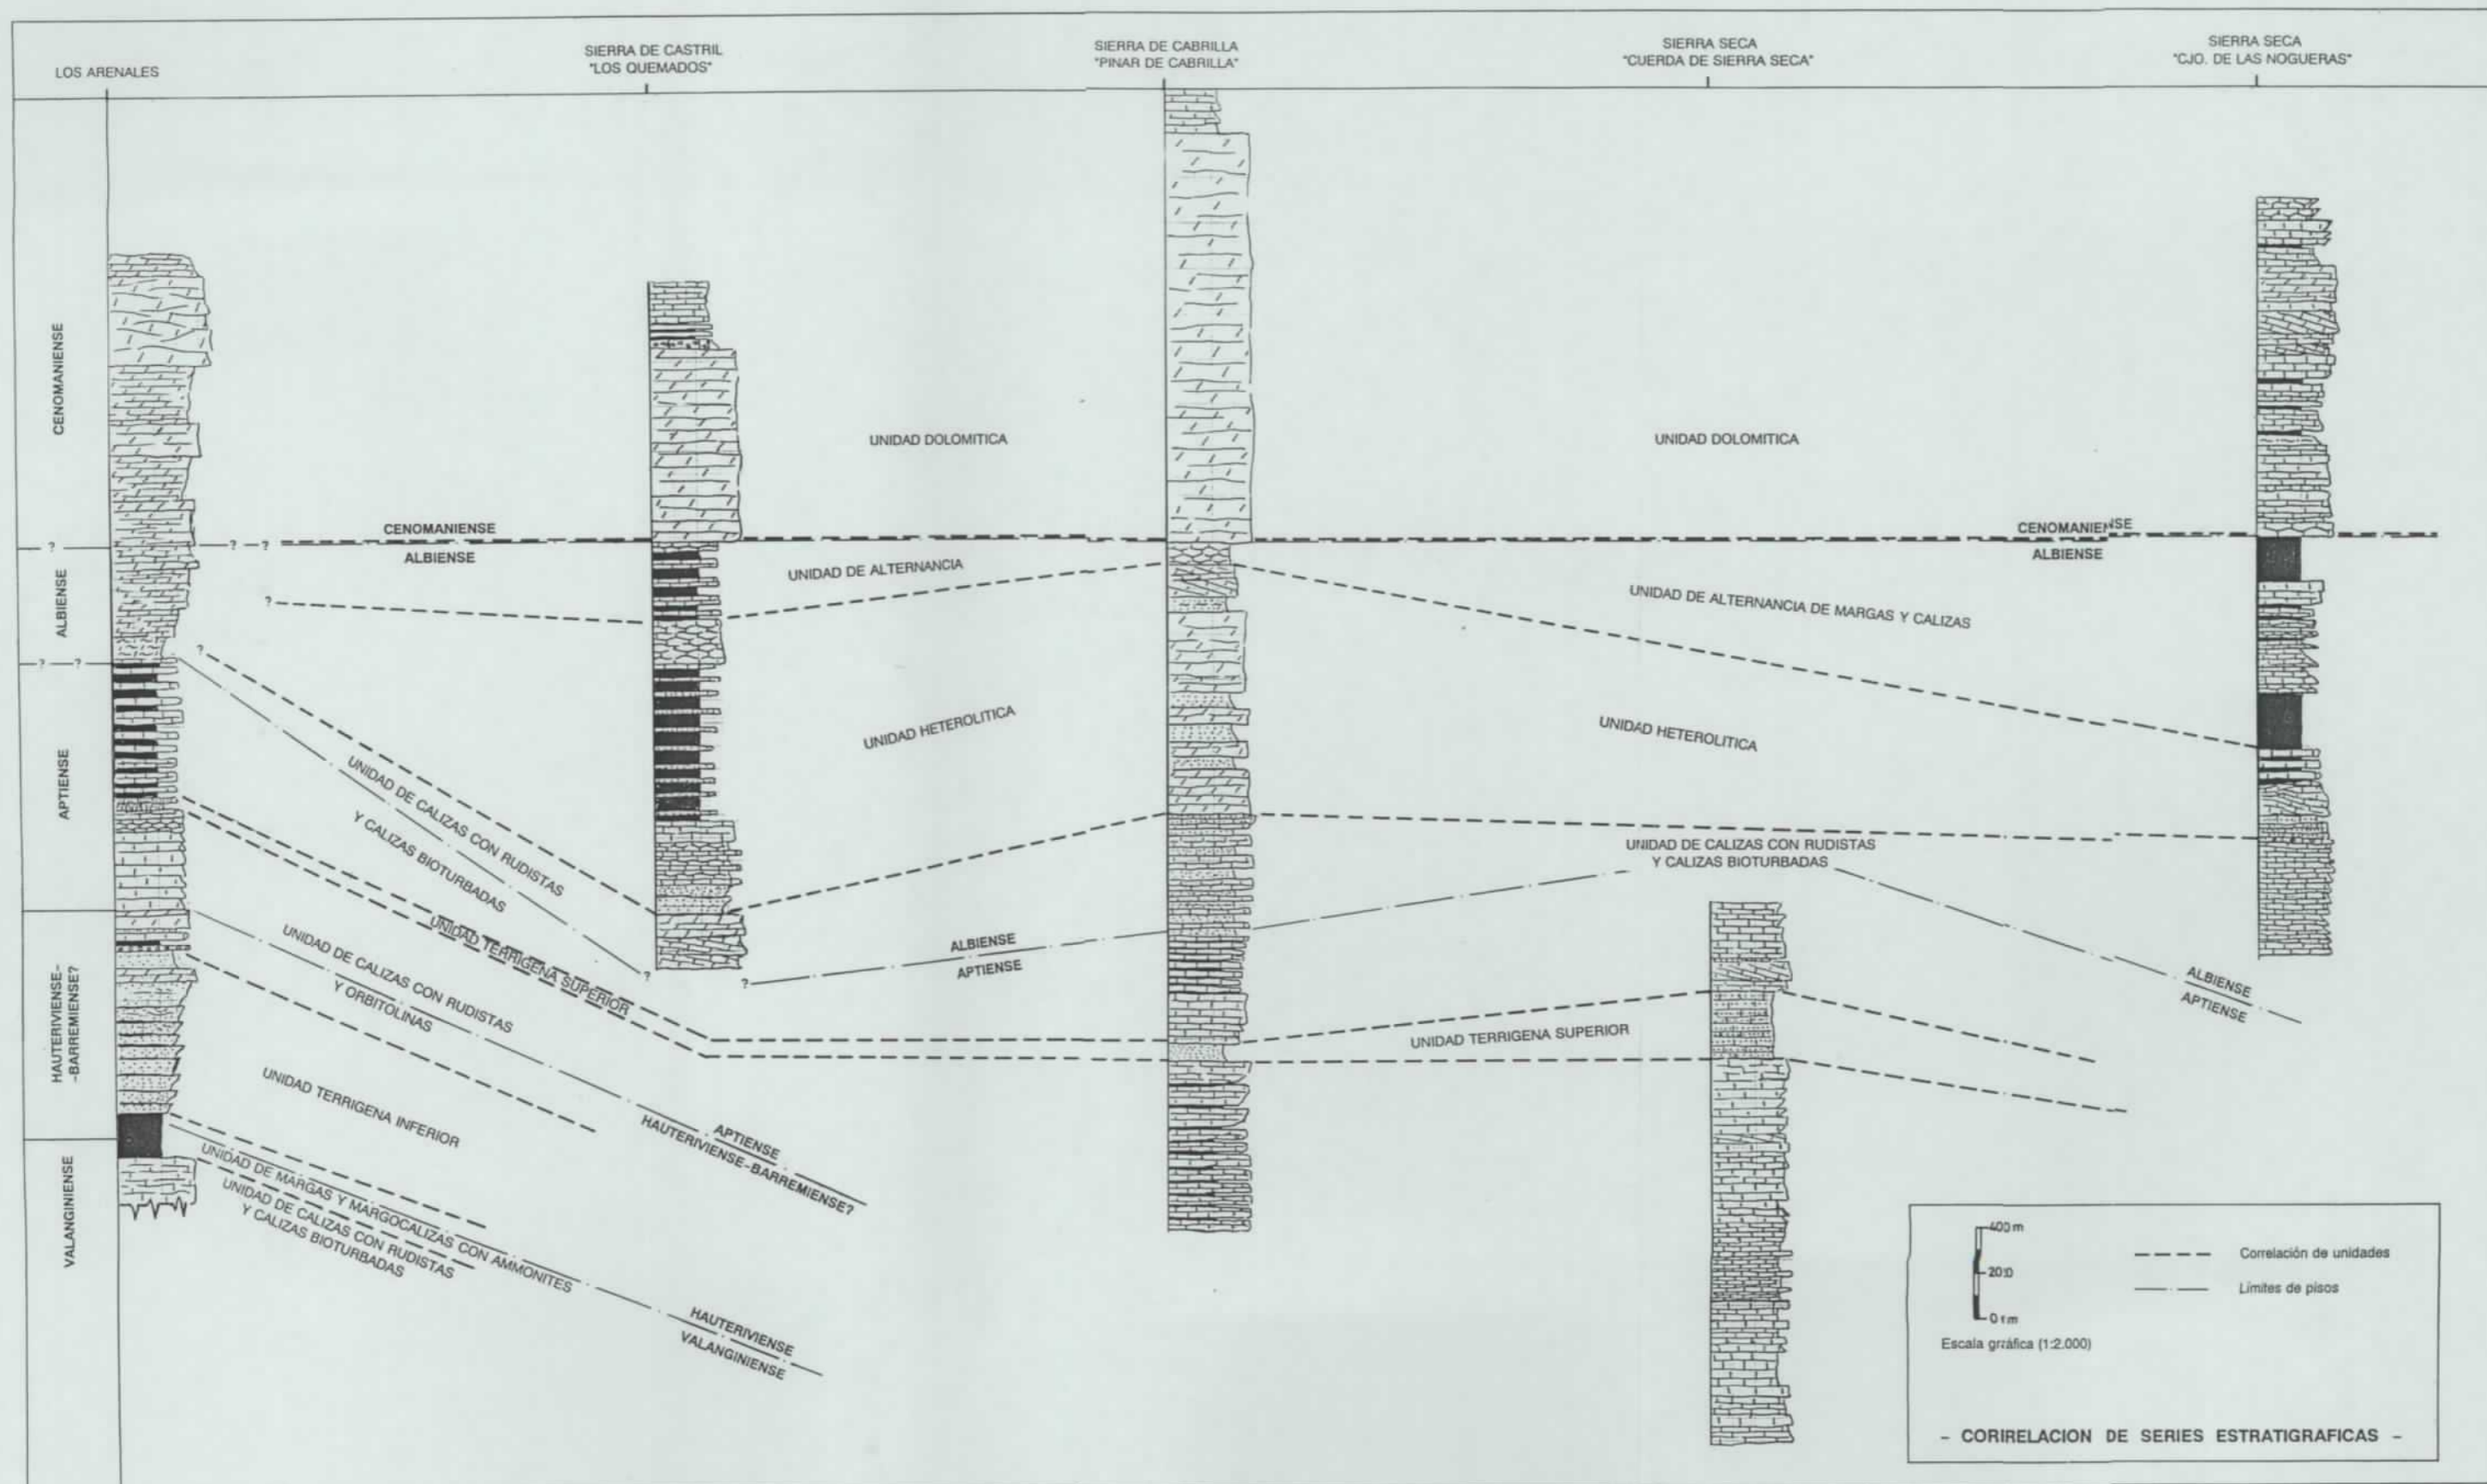 LOS ARENALES
SIERRA DE CASTRIL
"LOS QUEMADOS"
SIERRA DE CABRILLA
"PINAR DE CABRILLA"
SIERRA SECA
"CUERDA DE SIERRA SECA"
SIERRA SECA
"CJO. DE LAS NOGUERAS"
CENOMANIENSE
? ?
ALBIENSE
? ?
APTIENSE
HAUTERIVIENSE-
-BARREMIENSE?
VALANGINIENSE
UNIDAD DOLOMITICA
UNIDAD DOLOMITICA
? ?
CENOMANIENSE
ALBIENSE
CENOMANIENSE
ALBIENSE
UNIDAD DE ALTERNANCIA
?
UNIDAD DE ALTERNANCIA DE MARGAS Y CALIZAS
?
UNIDAD HETEROLITICA
UNIDAD HETEROLITICA
UNIDAD DE CALIZAS CON RUDISTAS
Y CALIZAS BIOTURBADAS
UNIDAD DE CALIZAS CON RUDISTAS
Y CALIZAS BIOTURBADAS
?
?
ALBIENSE
APTIENSE
ALBIENSE
APTIENSE
UNIDAD TERRIGENA SUPERIOR
UNIDAD TERRIGENA SUPERIOR
UNIDAD DE CALIZAS CON RUDISTAS
Y ORBITOLINAS
UNIDAD TERRIGENA INFERIOR
APTIENSE
HAUTERIVIENSE-BARREMIENSE?
UNIDAD DE MARGAS Y MARGOCALIZAS CON AMMONITES
UNIDAD DE CALIZAS CON RUDISTAS
Y CALIZAS BIOTURBADAS
HAUTERIVIENSE
VALANGINIENSE
400 m
200
0 m
Escala gráfica (1:2.000)
Correlación de unidades
Límites de pisos
- CORIRELACION DE SERIES ESTRATIGRAFICAS -